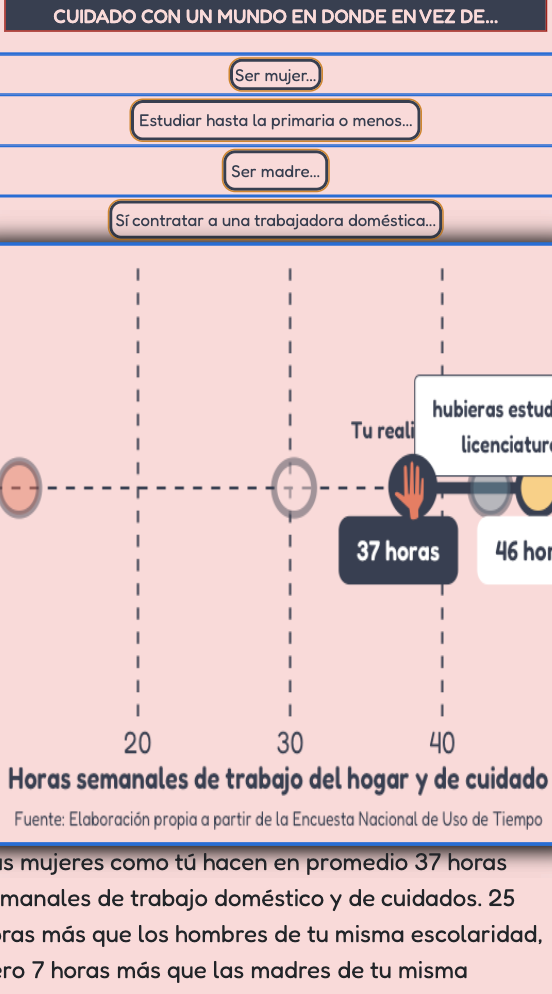 CUIDADO CON UN MUNDO EN DONDE EN VEZ DE...
Ser mujer...
Estudiar hasta la primaria o menos...
Ser madre...
Sí contratar a una trabajadora doméstica...
hubieras estud
Tu reali
licenciatur
37 horas
46 hor
20 30 40
Horas semanales de trabajo del hogar y de cuidado
Fuente: Elaboración propia a partir de la Encuesta Nacional de Uso de Tiempo
as mujeres como tú hacen en promedio 37 horas
manales de trabajo doméstico y de cuidados. 25
oras más que los hombres de tu misma escolaridad,
ero 7 horas más que las madres de tu misma